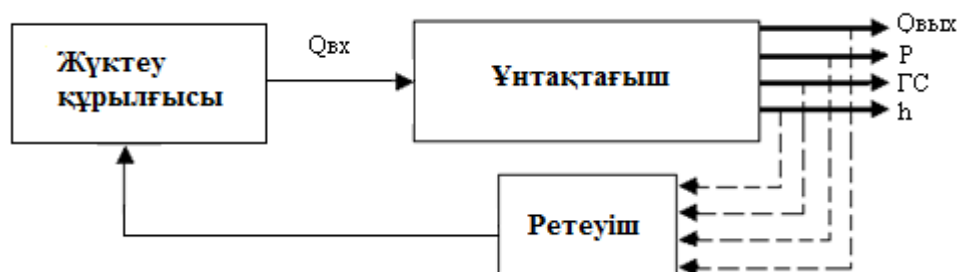 Жүктеу
құрылғысы
Qвх
Ұнтақтағыш
Qвых
P
ГС
h
Ретеуіш